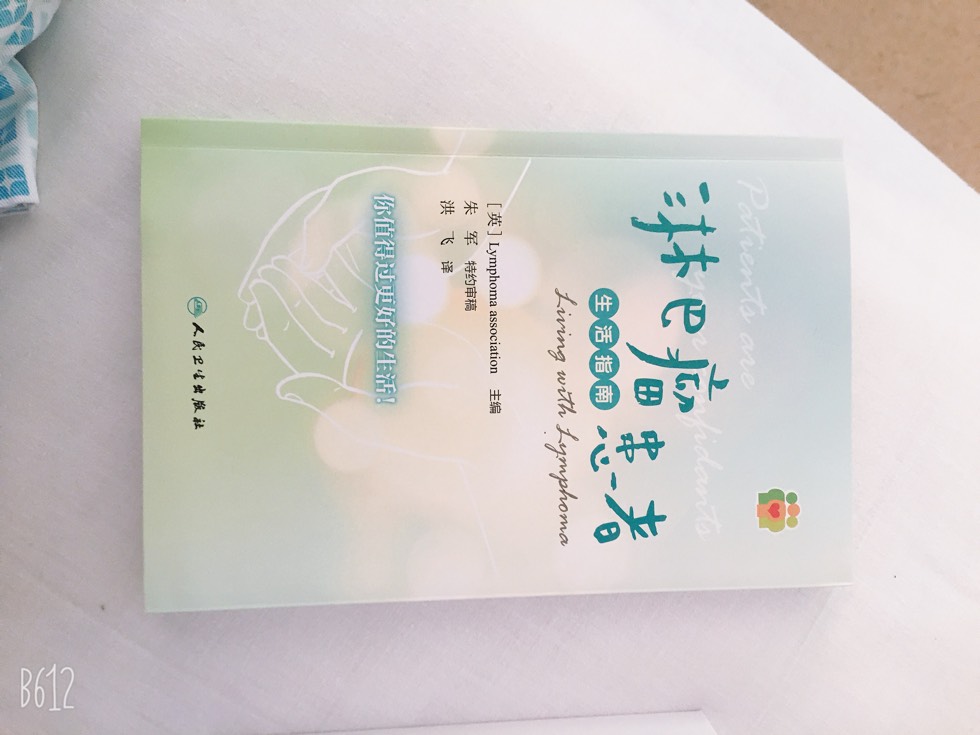 Patients are
my confidants
淋巴瘤患者
生活指南
Living with Lymphoma
[英] Lymphoma association 主编
朱 军 特约审稿
洪 飞 译
你值得过更好的生活!
人民卫生出版社
B612